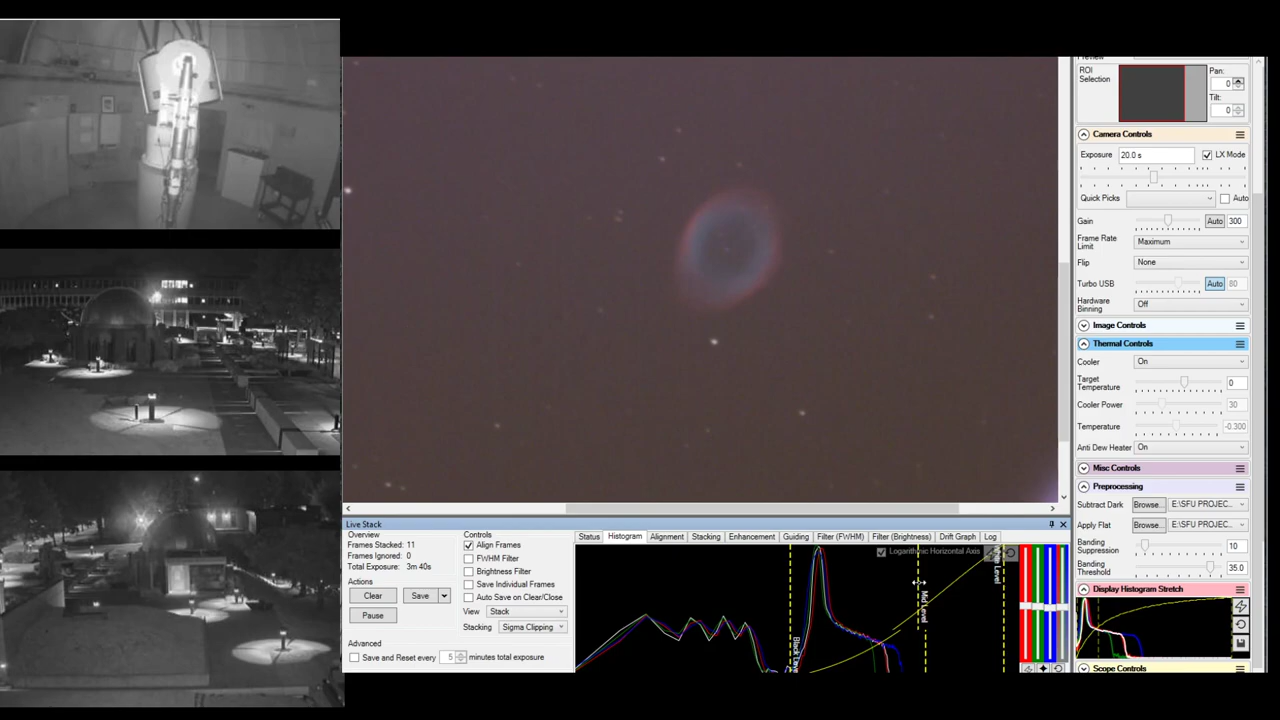 ROI
Selection
Pan:
0
Tilt:
0
Camera Controls
Exposure 20.0 s LX Mode
Quick Picks Auto
Gain Auto 300
Frame Rate
Limit Maximum
Flip None
Turbo USB Auto 80
Hardware
Binning Off
Image Controls
Thermal Controls
Cooler On
Target
Temperature 0
Cooler Power 30
Temperature -0.300
Anti Dew Heater On
Misc Controls
Preprocessing
Subtract Dark Browse... E:\SFU PROJEC...
Apply Flat Browse... E:\SFU PROJEC...
Banding
Suppression 10
Banding
Threshold 35.0
Display Histogram Stretch
Scope Controls
Live Stack
Overview
Frames Stacked: 11
Frames Ignored: 0
Total Exposure: 3m 40s
Actions
Clear Save
Pause
Advanced
Save and Reset every 5 minutes total exposure
Controls
Align Frames
FWHM Filter
Brightness Filter
Save Individual Frames
Auto Save on Clear/Close
View Stack
Stacking Sigma Clipping
Status Histogram Alignment Stacking Enhancement Guiding Filter (FWHM) Filter (Brightness) Drift Graph Log
Logarithmic Horizontal Axis
Black Level
Mid Level
White Level